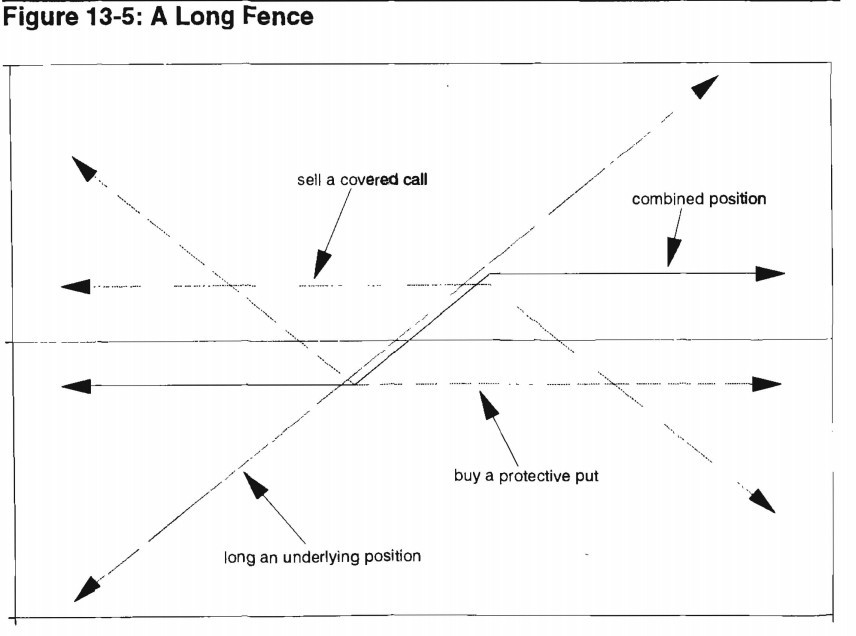 Figure 13-5: A Long Fence
sell a covered call
combined position
buy a protective put
long an underlying position